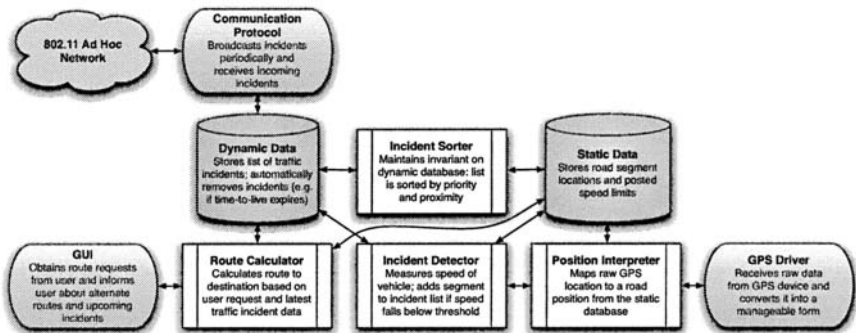 802.11 Ad Hoc
Network
Communication
Protocol
Broadcasts incidents
periodically and
receives incoming
incidents
Dynamic Data
Stores list of traffic
incidents; automatically
removes incidents (e.g.
if time-to-live expires)
Incident Sorter
Maintains invariant on
dynamic database: list
is sorted by priority
and proximity
Static Data
Stores road segment
locations and posted
speed limits
GUI
Obtains route requests
from user and informs
user about alternate
routes and upcoming
incidents
Route Calculator
Calculates route to
destination based on
user request and latest
traffic incident data
Incident Detector
Measures speed of
vehicle; adds segment
to incident list if speed
falls below threshold
Position Interpreter
Maps raw GPS
location to a road
position from the static
database
GPS Driver
Receives raw data
from GPS device and
converts it into a
manageable form